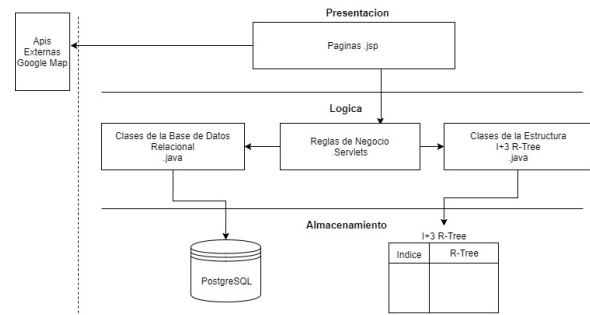 Presentacion
Apis
Externas
Google Map
Paginas .jsp
Logica
Clases de la Base de Datos
Relacional
.java
Reglas de Negocio
.Servlets
Clases de la Estructura
I+3 R-Tree
.java
Almacenamiento
PostgreSQL
I+3 R-Tree
Indice
R-Tree